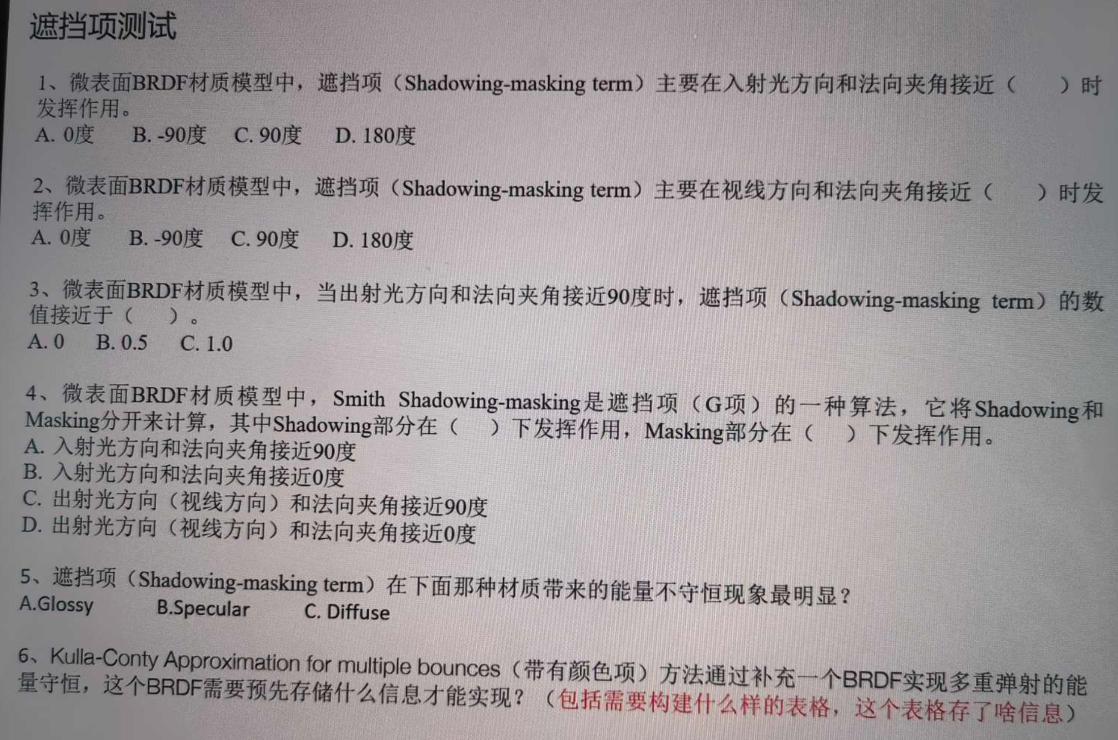 遮挡项测试
1、微表面BRDF材质模型中，遮挡项（Shadowing-masking term）主要在入射光方向和法向夹角接近（ ）时
发挥作用。
A. 0度 B. -90度 C. 90度 D. 180度
2、微表面BRDF材质模型中，遮挡项（Shadowing-masking term）主要在视线方向和法向夹角接近（ ）时发
挥作用。
A. 0度 B. -90度 C. 90度 D. 180度
3、微表面BRDF材质模型中，当出射光方向和法向夹角接近90度时，遮挡项（Shadowing-masking term）的数
值接近于（ ）。
A. 0 B. 0.5 C. 1.0
4、微表面BRDF材质模型中，Smith Shadowing-masking是遮挡项（G项）的一种算法，它将Shadowing和
Masking分开来计算，其中Shadowing部分在（ ）下发挥作用，Masking部分在（ ）下发挥作用。
A. 入射光方向和法向夹角接近90度
B. 入射光方向和法向夹角接近0度
C. 出射光方向（视线方向）和法向夹角接近90度
D. 出射光方向（视线方向）和法向夹角接近0度
5、遮挡项（Shadowing-masking term）在下面那种材质带来的能量不守恒现象最明显？
A.Glossy B.Specular C. Diffuse
6、Kulla-Conty Approximation for multiple bounces（带有颜色项）方法通过补充一个BRDF实现多重弹射的能
量守恒，这个BRDF需要预先存储什么信息才能实现？（包括需要构建什么样的表格，这个表格存了啥信息）